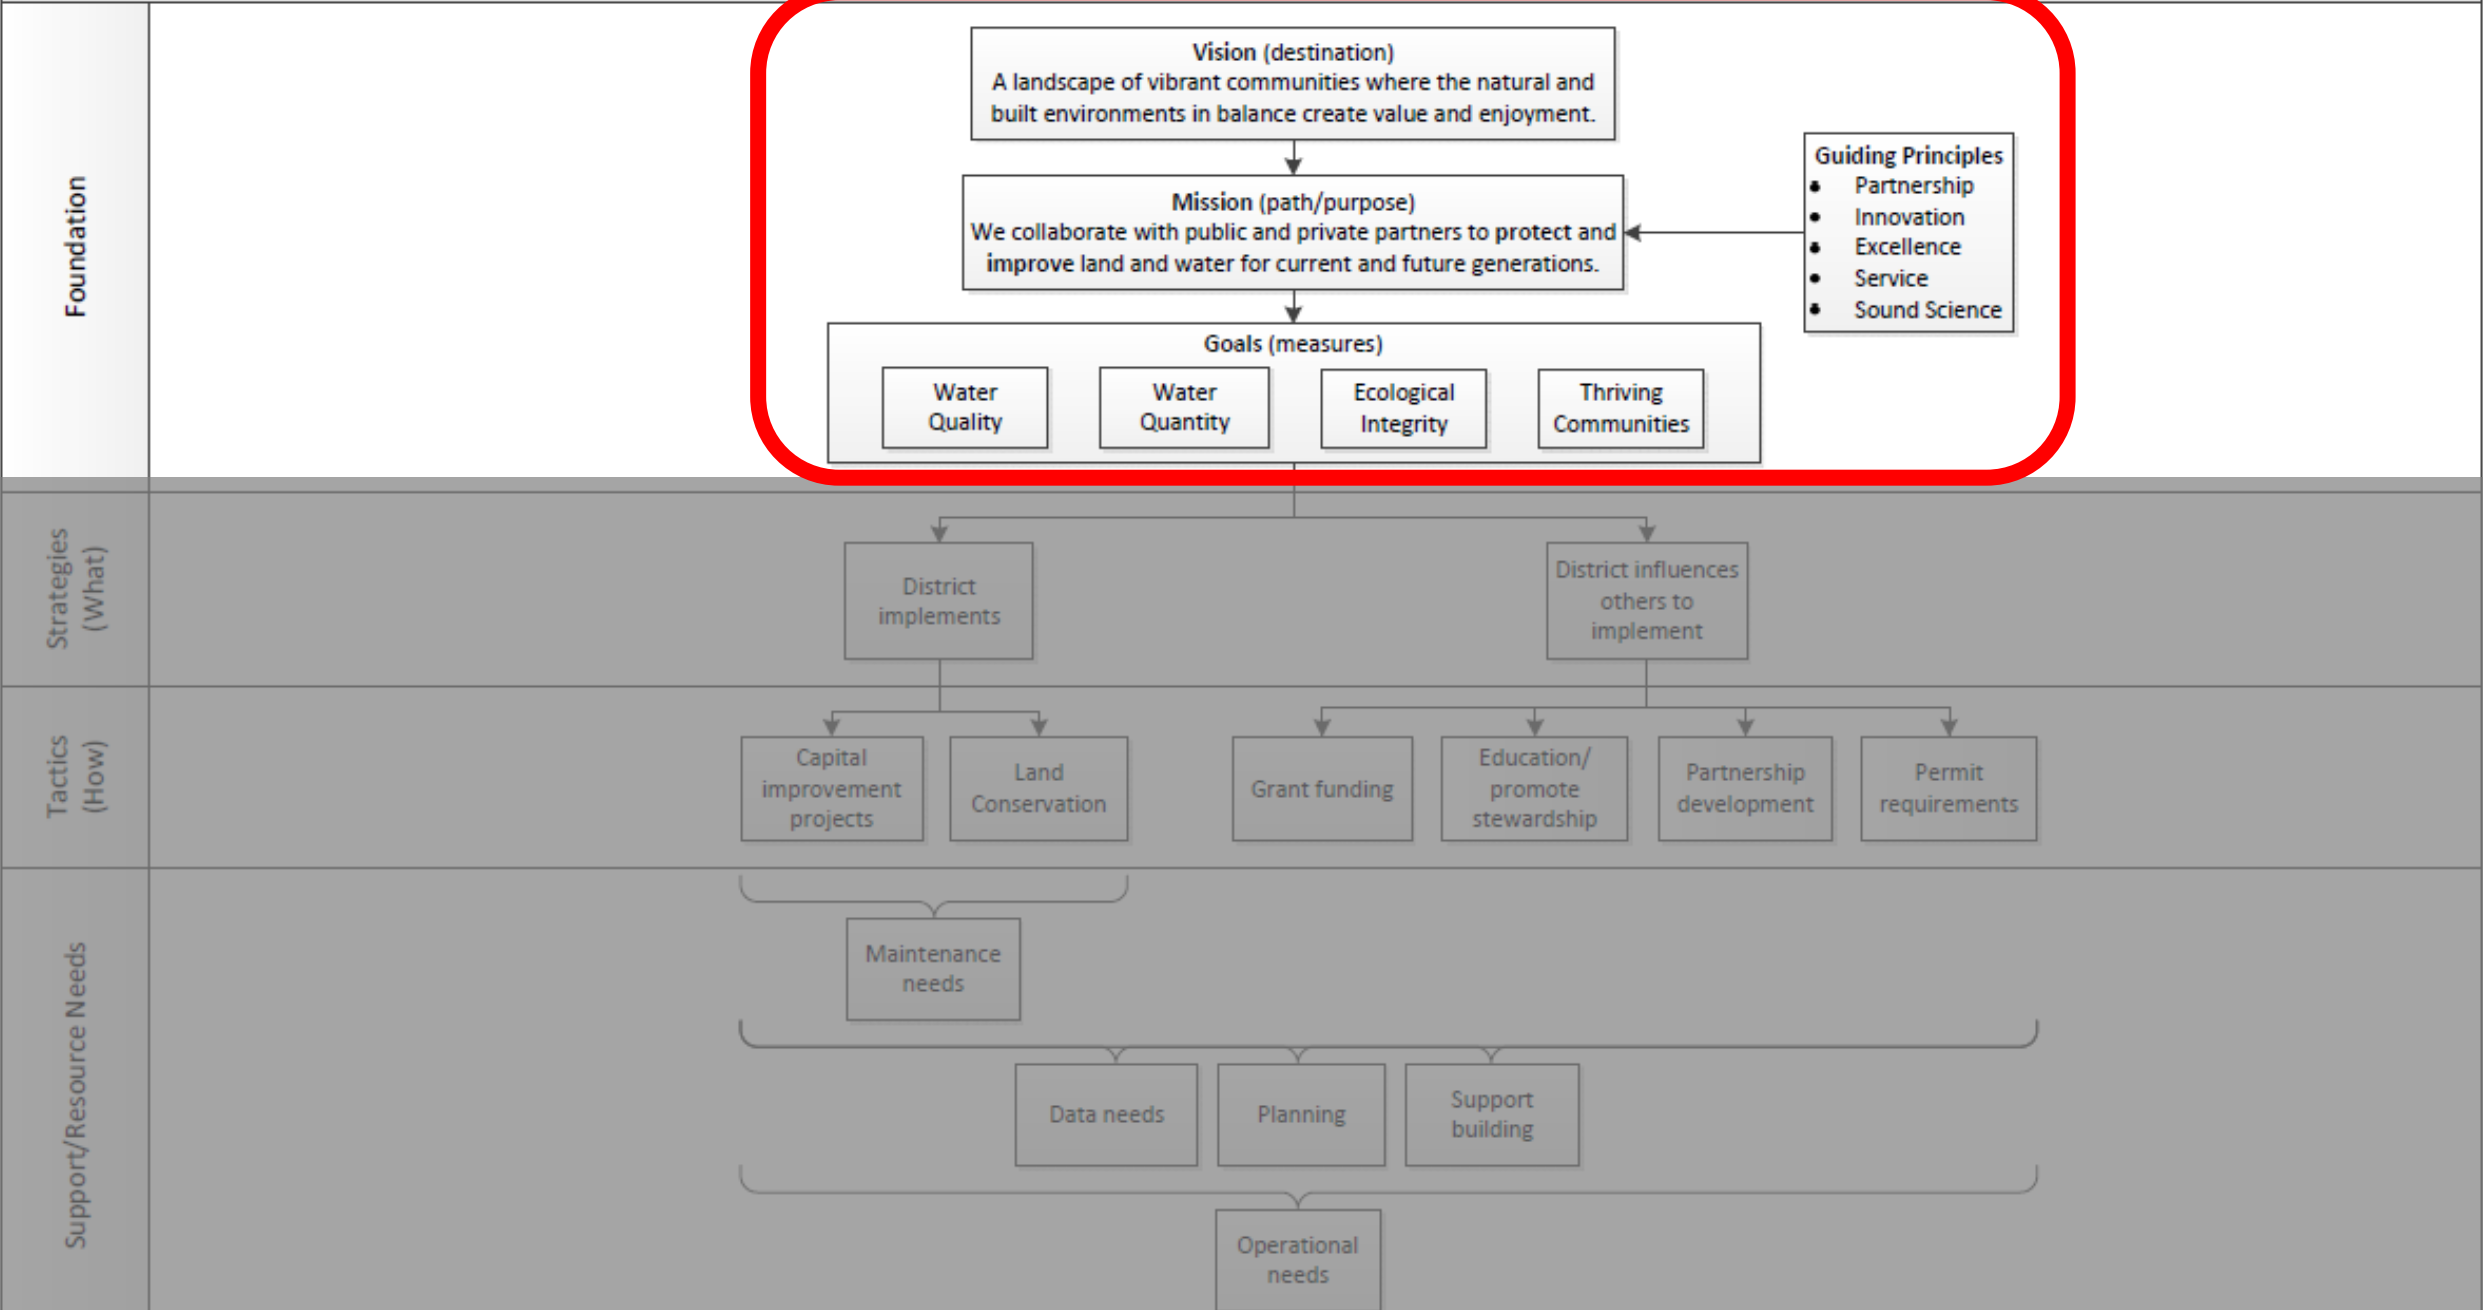 Foundation
Vision (destination)
A landscape of vibrant communities where the natural and
built environments in balance create value and enjoyment.
Mission (path/purpose)
We collaborate with public and private partners to protect and
improve land and water for current and future generations.
Guiding Principles
• Partnership
• Innovation
• Excellence
• Service
• Sound Science
Goals (measures)
Water
Quality
Water
Quantity
Ecological
Integrity
Thriving
Communities
Strategies
(What)
District
implements
District influences
others to
implement
Tactics
(How)
Capital
improvement
projects
Land
Conservation
Grant funding
Education/
promote
stewardship
Partnership
development
Permit
requirements
Support/Resource Needs
Maintenance
needs
Data needs
Planning
Support
building
Operational
needs